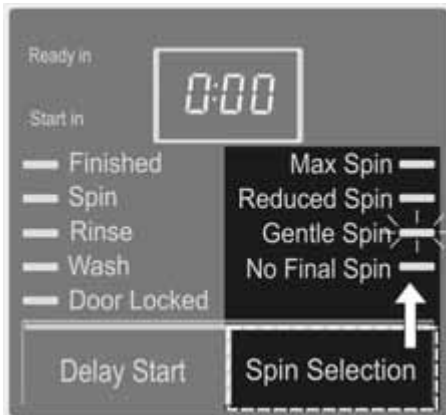 Ready in
0:00
Start in
Finished
Spin
Rinse
Wash
Door Locked
Max Spin
Reduced Spin
Gentle Spin
No Final Spin
Delay Start
Spin Selection